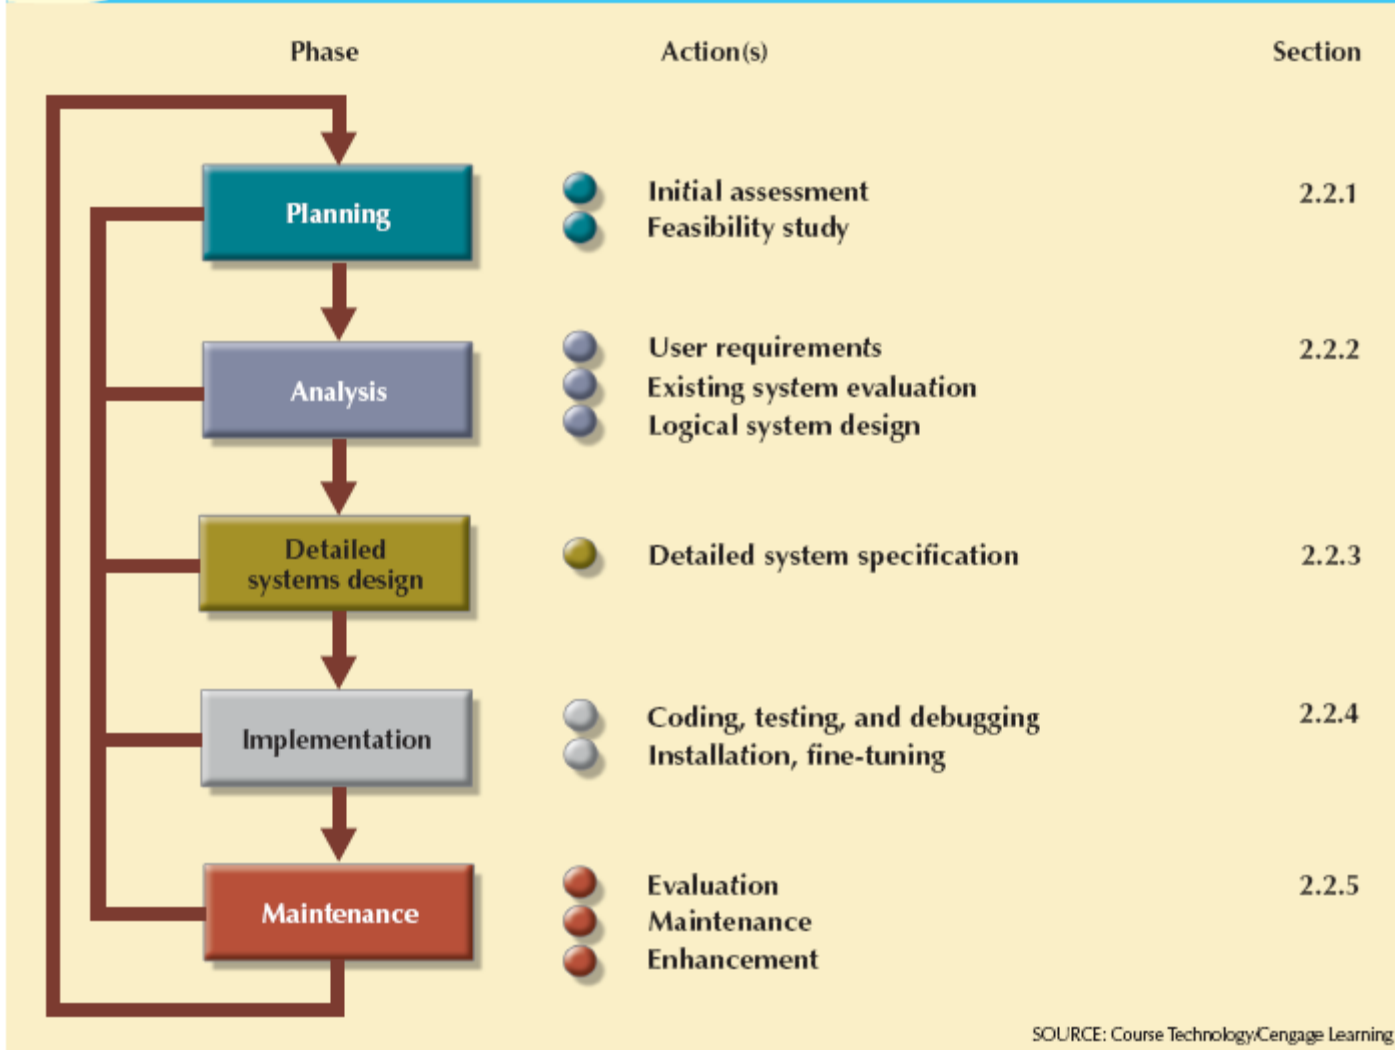 Phase Action(s) Section
Planning
Initial assessment 2.2.1
Feasibility study
Analysis
User requirements 2.2.2
Existing system evaluation
Logical system design
Detailed
systems design
Detailed system specification 2.2.3
Implementation
Coding, testing, and debugging 2.2.4
Installation, fine-tuning
Maintenance
Evaluation 2.2.5
Maintenance
Enhancement
SOURCE: Course Technology/Cengage Learning